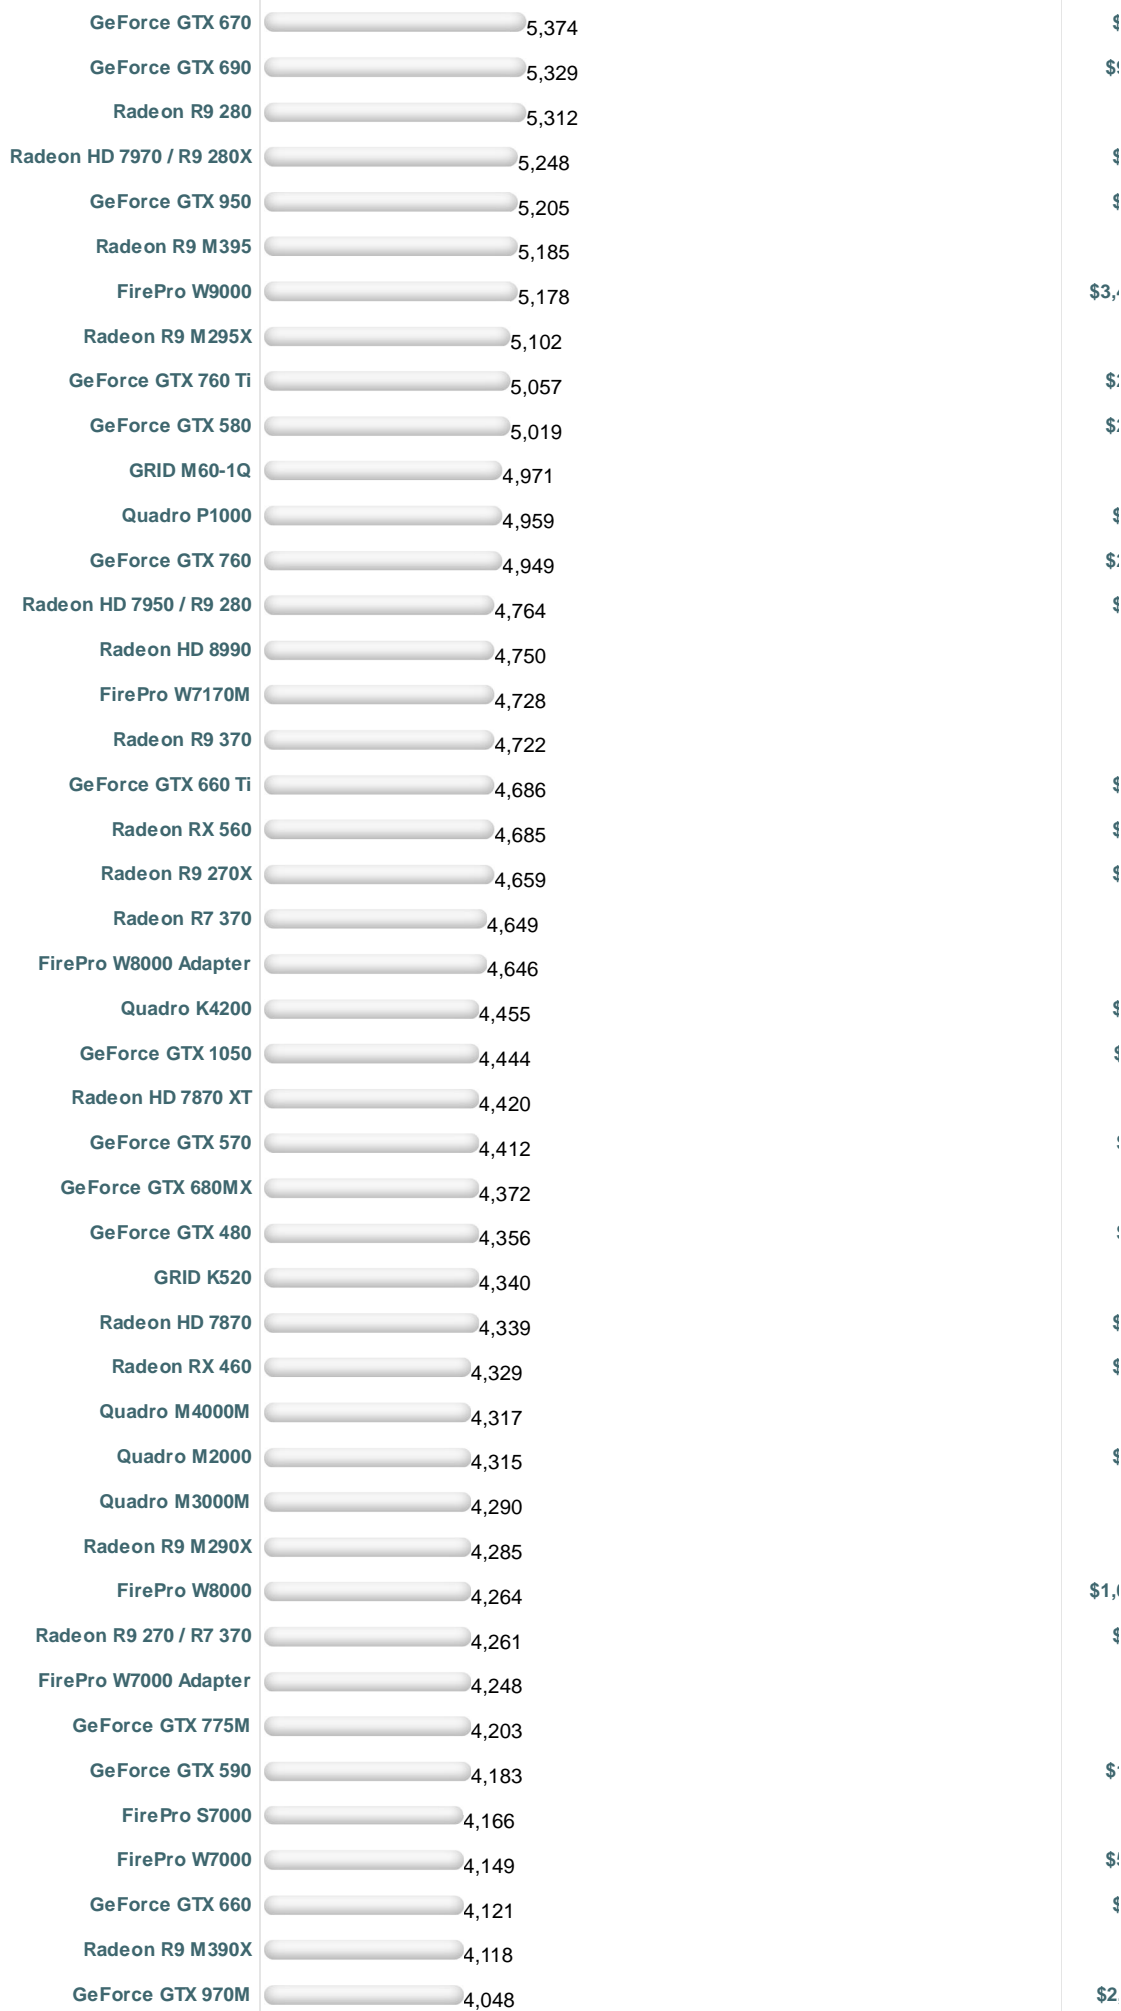 GeForce GTX 670 5,374 $
GeForce GTX 690 5,329
Radeon R9 280 5,312
Radeon HD 7970 / R9 280X 5,248 $
GeForce GTX 950 5,205 $
Radeon R9 M395 5,185
FirePro W9000 5,178 $3,
Radeon R9 M295X 5,102
GeForce GTX 760 Ti 5,057 $
GeForce GTX 580 5,019 $
GRID M60-1Q 4,971
Quadro P1000 4,959 $
GeForce GTX 760 4,949 $
Radeon HD 7950 / R9 280 4,764 $
Radeon HD 8990 4,750
FirePro W7170M 4,728
Radeon R9 370 4,722
GeForce GTX 660 Ti 4,686 $
Radeon RX 560 4,685 $
Radeon R9 270X 4,659 $
Radeon R7 370 4,649
FirePro W8000 Adapter 4,646
Quadro K4200 4,455 $
GeForce GTX 1050 4,444 $
Radeon HD 7870 XT 4,420
GeForce GTX 570 4,412
GeForce GTX 680MX 4,372
GeForce GTX 480 4,356
GRID K520 4,340
Radeon HD 7870 4,339 $
Radeon RX 460 4,329 $
Quadro M4000M 4,317
Quadro M2000 4,315 $
Quadro M3000M 4,290
Radeon R9 M290X 4,285
FirePro W8000 4,264 $1,
Radeon R9 270 / R7 370 4,261 $
FirePro W7000 Adapter 4,248
GeForce GTX 775M 4,203
GeForce GTX 590 4,183 $
FirePro S7000 4,166
FirePro W7000 4,149 $
GeForce GTX 660 4,121 $
Radeon R9 M390X 4,118
GeForce GTX 970M 4,048 $2